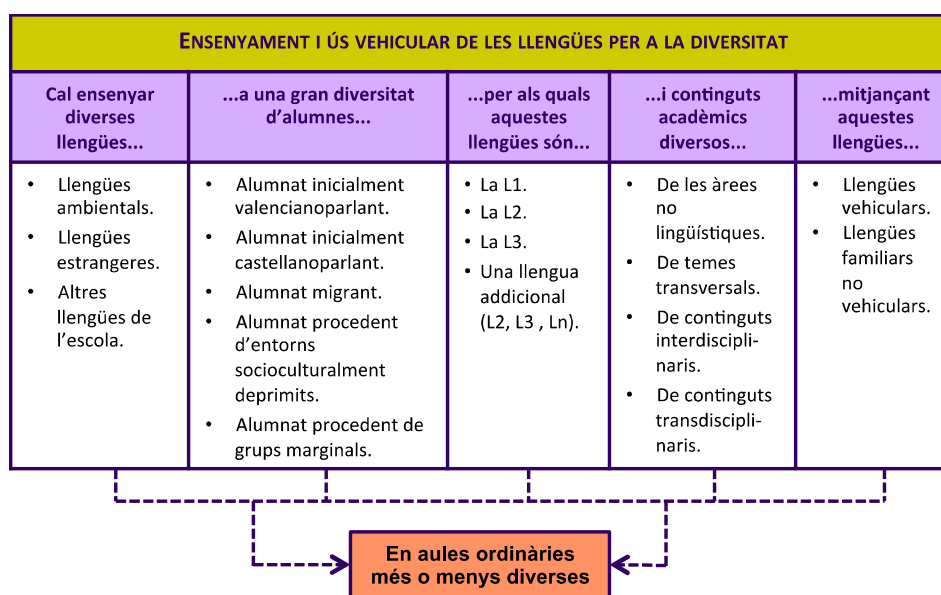 ENSENYAMENT I ÚS VEHICULAR DE LES LLENGÜES PER A LA DIVERSITAT
Cal ensenyar
diverses
llengües...
...a una gran diversitat
d'alumnes...
...per als quals
aquestes
llengües són...
...i continguts
acadèmics
diversos...
...mitjançant
aquestes
llengües...
• Llengües
ambientals.
• Llengües
estrangeres.
• Altres
llengües de
l'escola.
• Alumnat inicialment
valencianoparlant.
• Alumnat inicialment
castellanoparlant.
• Alumnat migrant.
• Alumnat procedent
d'entorns
socioculturalment
deprimits.
• Alumnat procedent de
grups marginals.
• La L1.
• La L2.
• La L3.
• Una llengua
addicional
(L2, L3 , Ln).
• De les àrees
no
lingüístiques.
• De temes
transversals.
• De continguts
interdiscipli-
naris.
• De continguts
transdiscipli-
naris.
• Llengües
vehiculars.
• Llengües
familiars
no
vehiculars.
En aules ordinàries
més o menys diverses